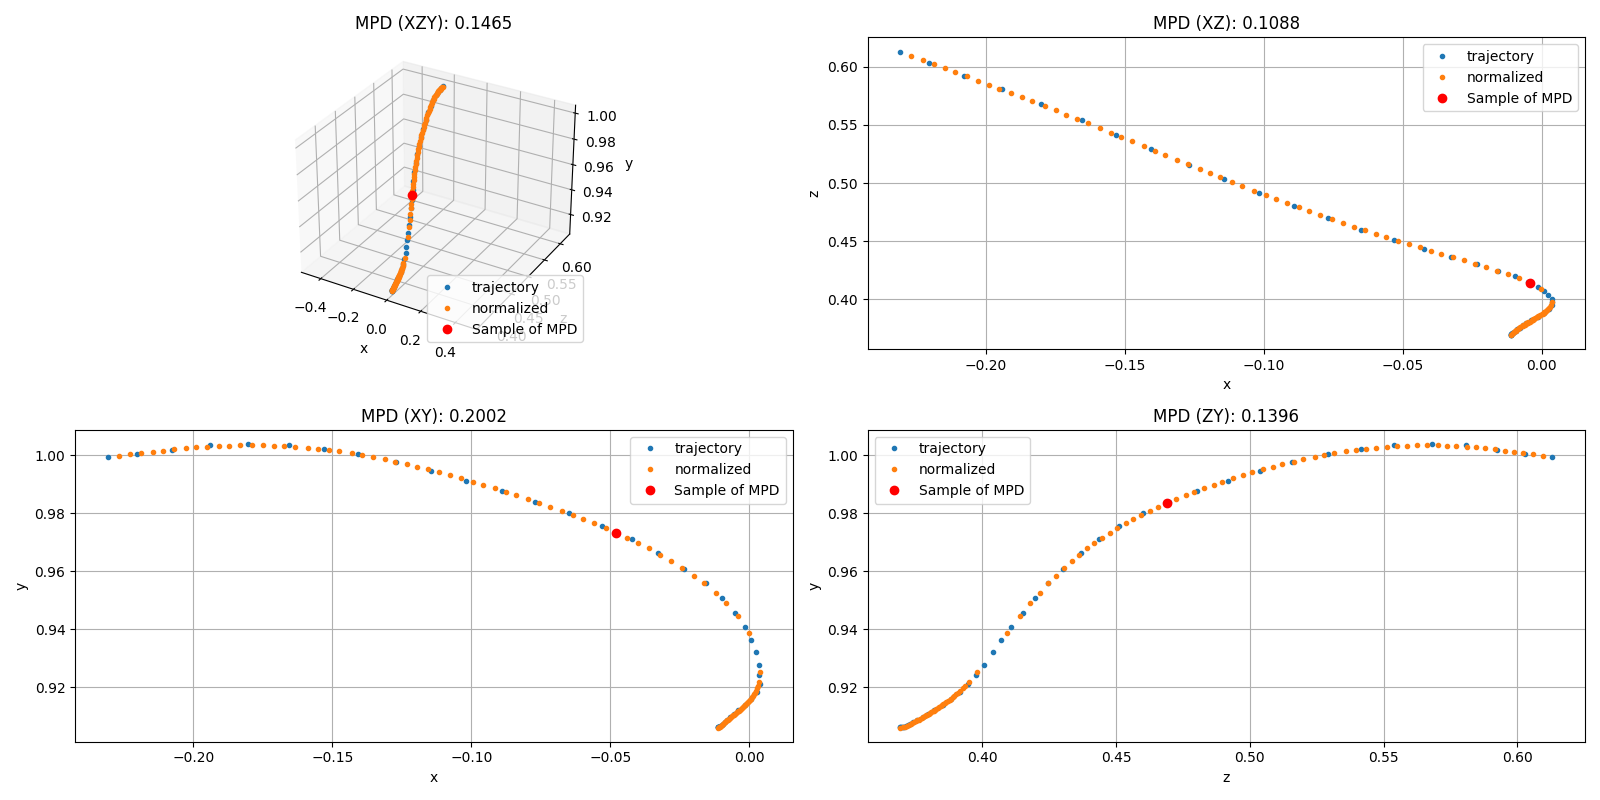 MPD (XZY): 0.1465
1.00
0.98
0.96
0.94
0.92
y
0.60
0.55
0.50
0.45
0.40
z
−0.4
−0.2
0.0
0.2
0.4
x
trajectory
normalized
Sample of MPD
MPD (XZ): 0.1088
trajectory
normalized
Sample of MPD
0.60
0.55
0.50
0.45
0.40
z
−0.20 −0.15 −0.10 −0.05 0.00
x
MPD (XY): 0.2002
trajectory
normalized
Sample of MPD
1.00
0.98
0.96
0.94
0.92
y
−0.20 −0.15 −0.10 −0.05 0.00
x
MPD (ZY): 0.1396
trajectory
normalized
Sample of MPD
1.00
0.98
0.96
0.94
0.92
y
0.40 0.45 0.50 0.55 0.60
z